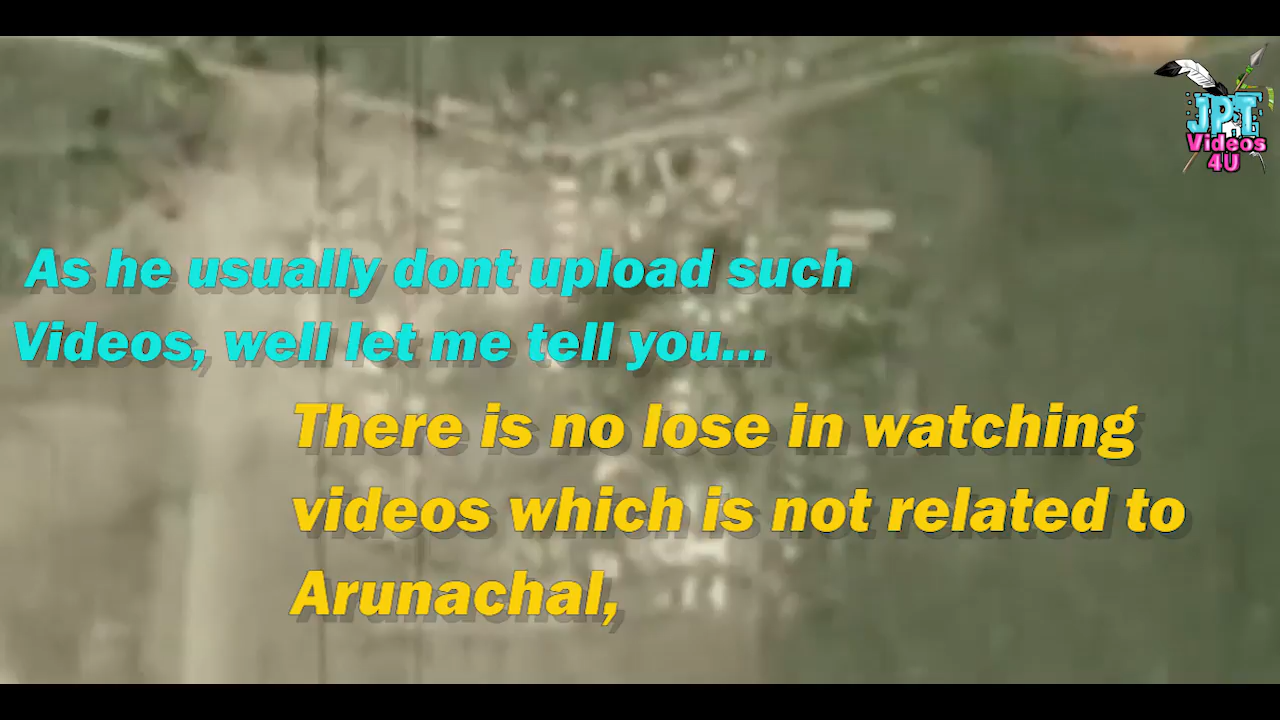 JPT
Videos
4U
As he usually dont upload such
Videos, well let me tell you...
There is no lose in watching
videos which is not related to
Arunachal,